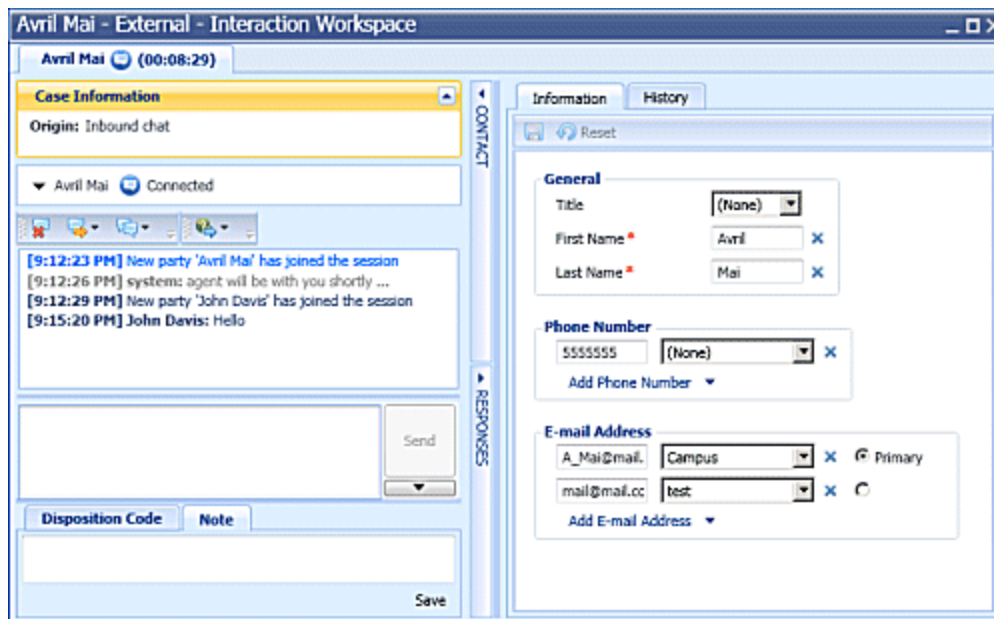 Avril Mai - External - Interaction Workspace
Avril Mai (00:08:29)
Case Information
Origin: Inbound chat
Avril Mai Connected
[9:12:23 PM] New party 'Avril Mai' has joined the session
[9:12:26 PM] system: agent will be with you shortly ...
[9:12:29 PM] New party 'John Davis' has joined the session
[9:15:20 PM] John Davis: Hello
Send
Disposition Code Note
Save
CONTACT
RESPONSES
Information History
Reset
General
Title (None)
First Name * Avril
Last Name * Mai
Phone Number
5555555 (None)
Add Phone Number
E-mail Address
A_Mai@mail. Campus Primary
mail@mail.cc test
Add E-mail Address